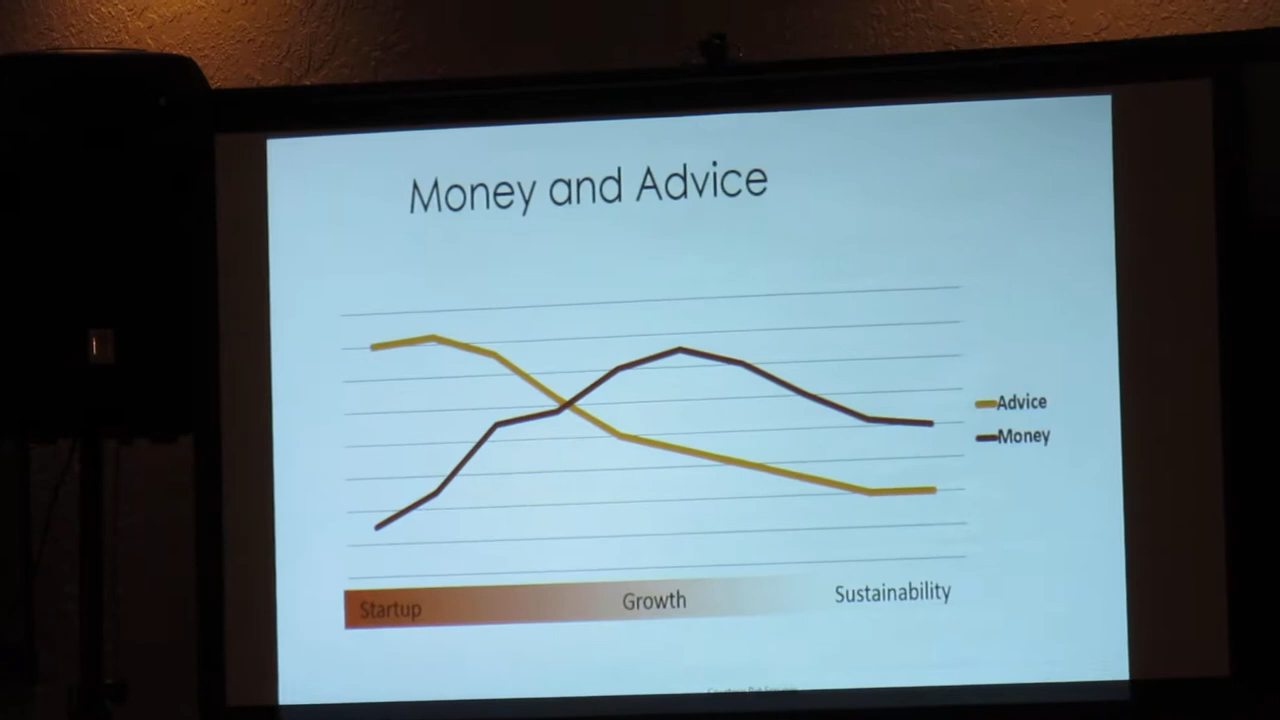 Money and Advice
Advice
Money
Startup
Growth
Sustainability